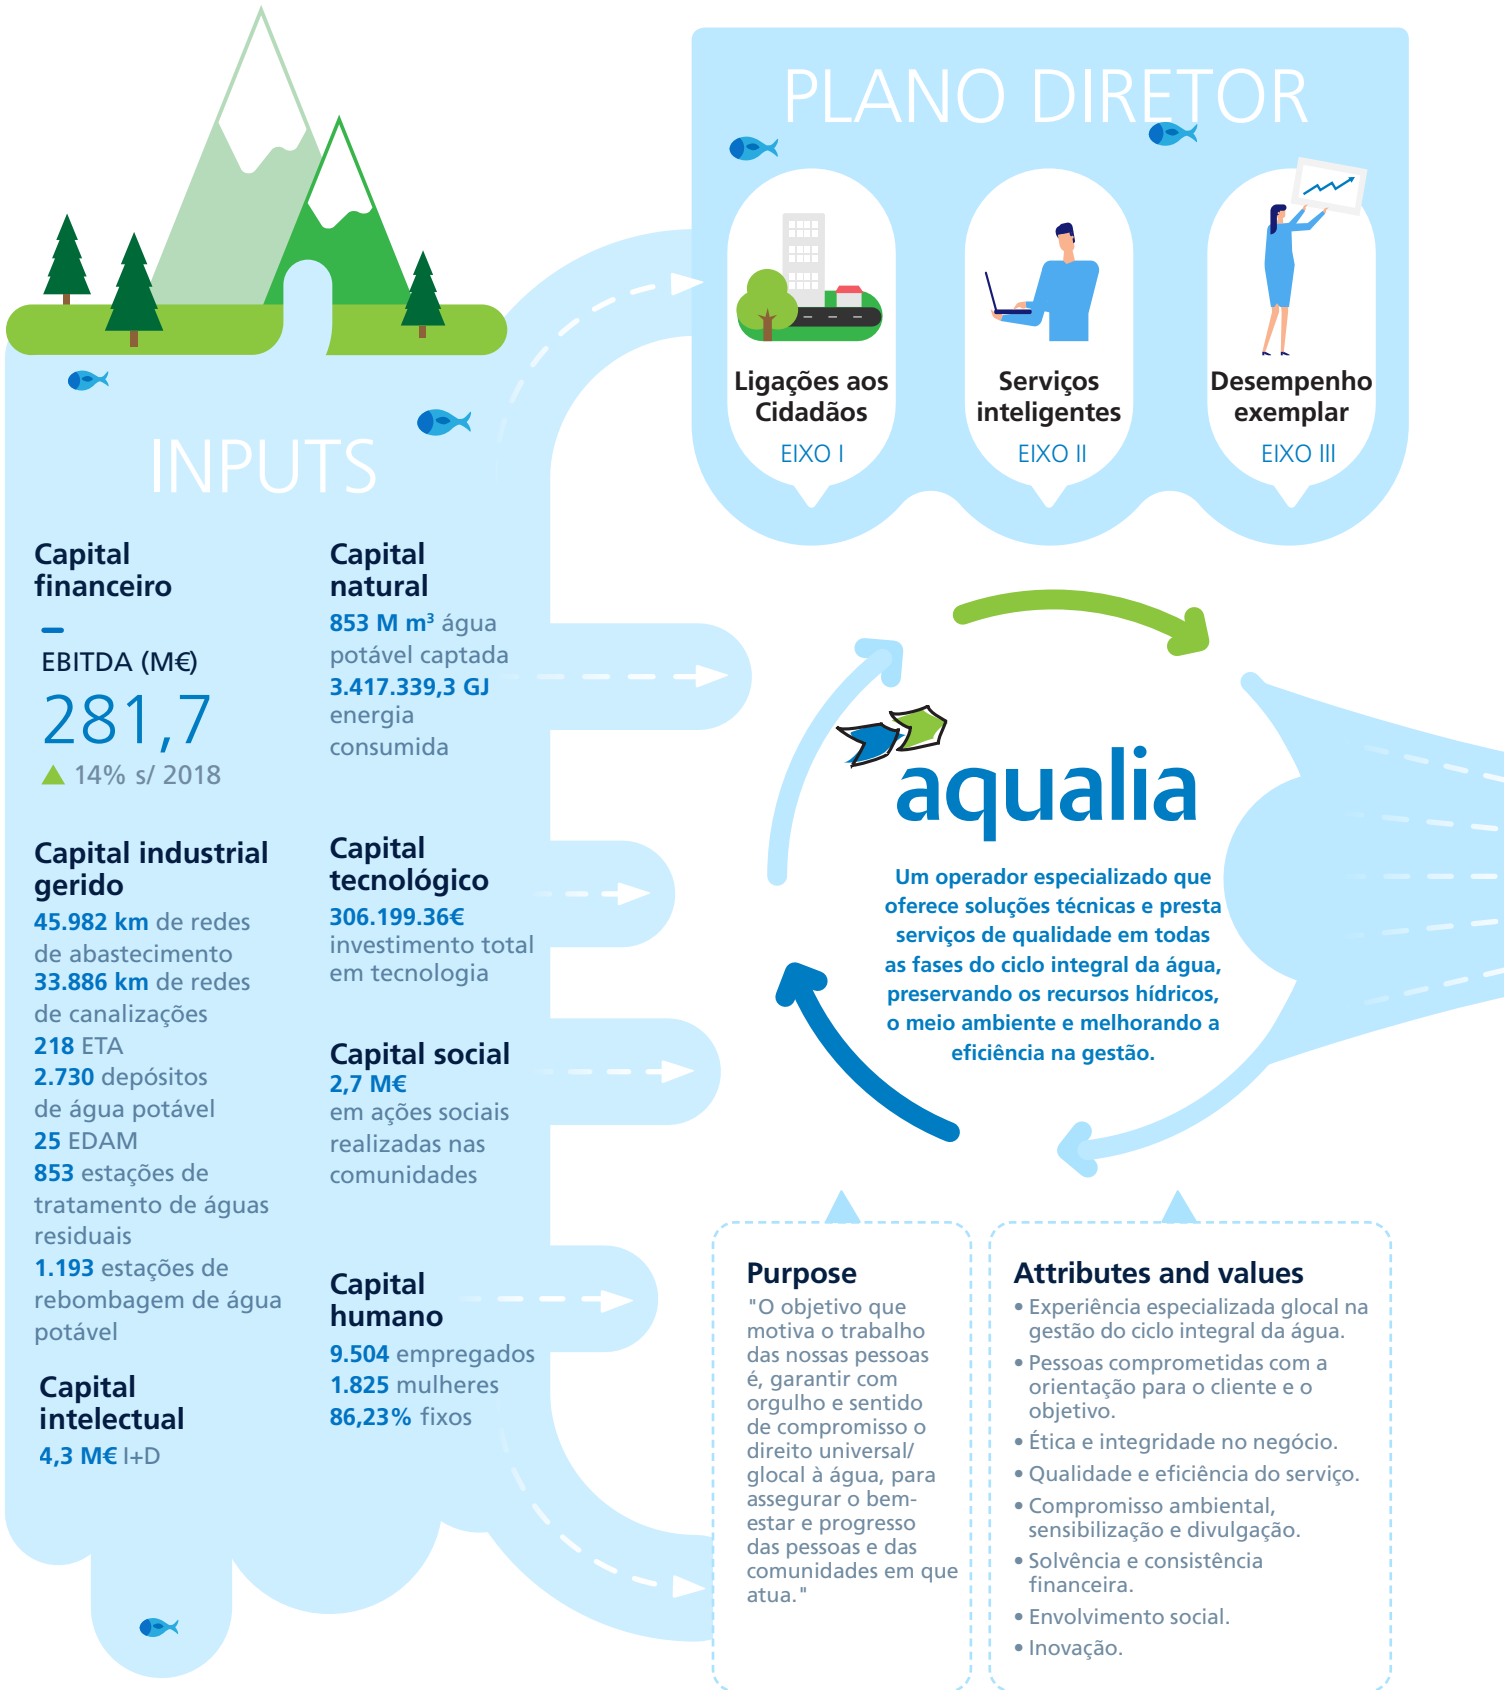 PLANO DIRETOR
Ligações aos
Cidadãos
EIXO I
Serviços
inteligentes
EIXO II
Desempenho
exemplar
EIXO III
INPUTS
Capital
financeiro
EBITDA (M€)
281,7
14% s/ 2018
Capital industrial
gerido
45.982 km de redes
de abastecimento
33.886 km de redes
de canalizações
218 ETA
2.730 depósitos
de água potável
25 EDAM
853 estações de
tratamento de águas
residuais
1.193 estações de
rebombagem de água
potável
Capital
intelectual
4,3 M€ I+D
Capital
natural
853 M m³ água
potável captada
3.417.339,3 GJ
energia
consumida
Capital
tecnológico
306.199.36€
investimento total
em tecnologia
Capital social
2,7 M€
em ações sociais
realizadas nas
comunidades
Capital
humano
9.504 empregados
1.825 mulheres
86,23% fixos
aqualia
Um operador especializado que
oferece soluções técnicas e presta
serviços de qualidade em todas
as fases do ciclo integral da água,
preservando os recursos hídricos,
o meio ambiente e melhorando a
eficiência na gestão.
Purpose
"O objetivo que
motiva o trabalho
das nossas pessoas
é, garantir com
orgulho e sentido
de compromisso o
direito universal/
glocal à água, para
assegurar o bem-
estar e progresso
das pessoas e das
comunidades em que
atua."
Attributes and values
• Experiência especializada glocal na
gestão do ciclo integral da água.
• Pessoas comprometidas com a
orientação para o cliente e o
objetivo.
• Ética e integridade no negócio.
• Qualidade e eficiência do serviço.
• Compromisso ambiental,
sensibilização e divulgação.
• Solvência e consistência
financeira.
• Envolvimento social.
• Inovação.